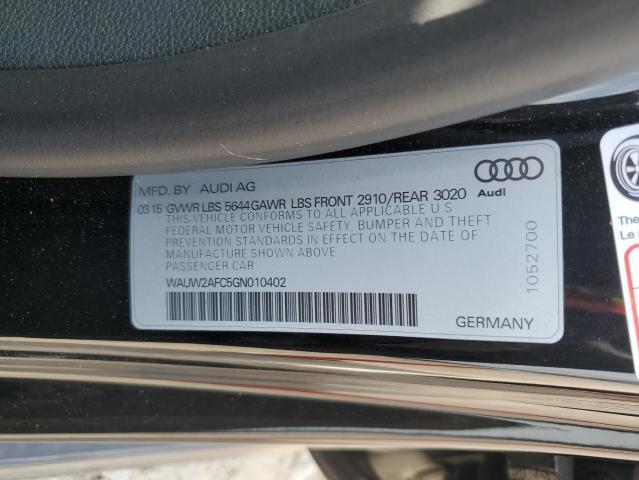 MFD. BY AUDI AG
Audi
03 15 GVWR LBS 5644 GAWR LBS FRONT 2910/REAR 3020
THIS VEHICLE CONFORMS TO ALL APPLICABLE U S
FEDERAL MOTOR VEHICLE SAFETY, BUMPER AND THEFT
PREVENTION STANDARDS IN EFFECT ON THE DATE OF
MANUFACTURE SHOWN ABOVE
PASSENGER CAR
WAUW2AFC5GN010402
GERMANY
1052700
The
Le